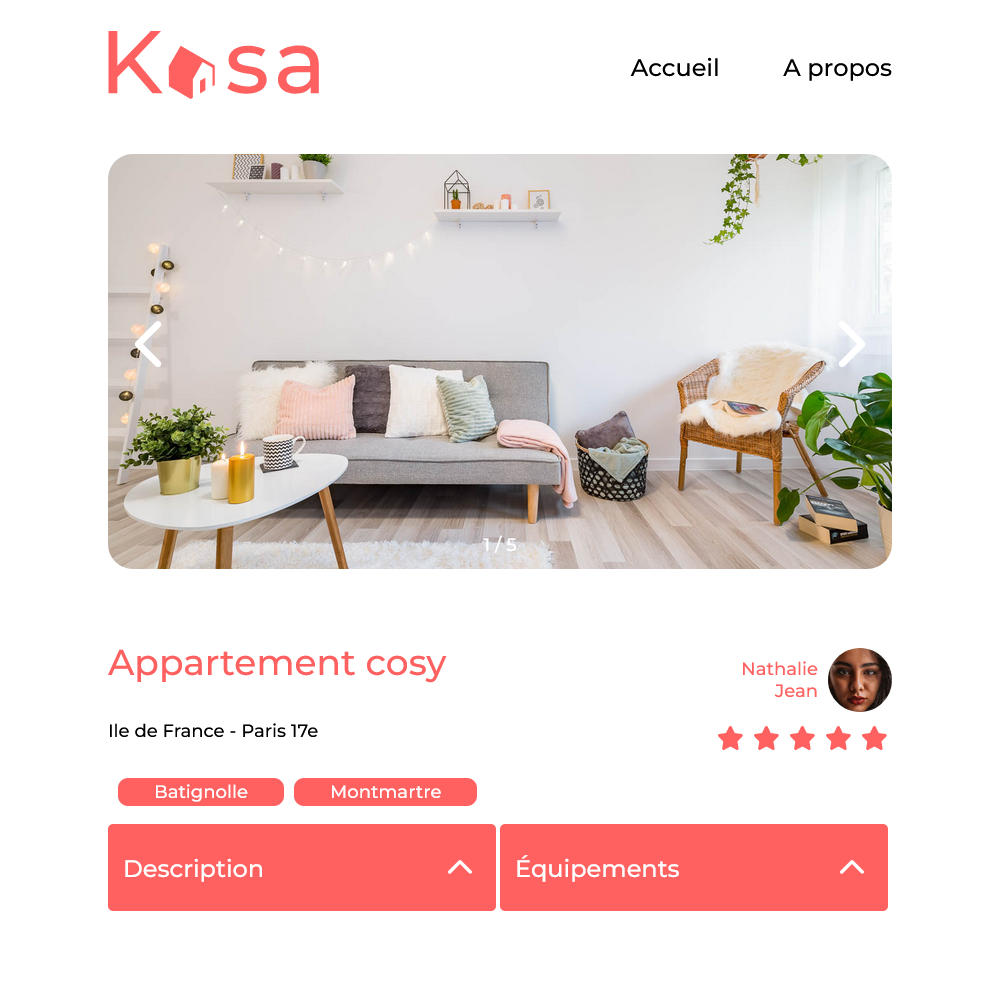 Kasa
Accueil
A propos
1 / 5
Appartement cosy
Nathalie
Jean
Ile de France - Paris 17e
Batignolle
Montmartre
Description
Équipements